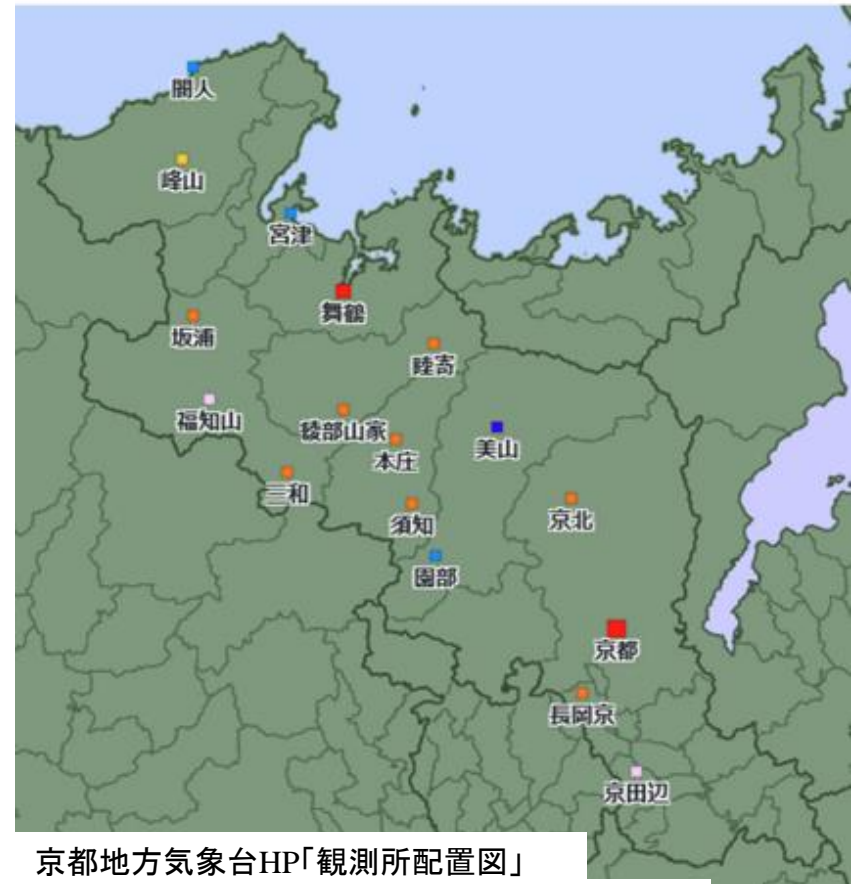 間人
峰山
宮津
舞鶴
坂浦
睦寄
福知山
綾部山家
本庄
美山
三和
須知
京北
園部
京都
長岡京
京田辺
京都地方気象台HP「観測所配置図」